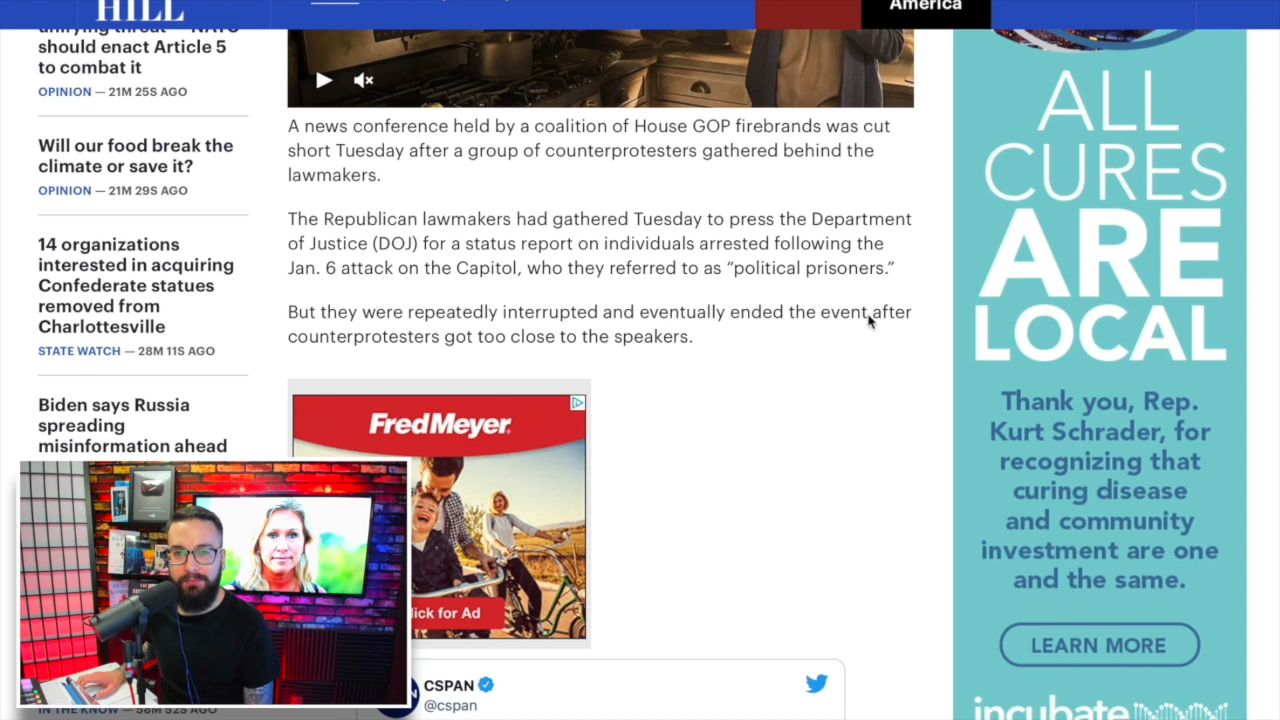 HILL
America
unifying threat — NATO
should enact Article 5
to combat it
OPINION — 21M 25S AGO
Will our food break the
climate or save it?
OPINION — 21M 29S AGO
14 organizations
interested in acquiring
Confederate statues
removed from
Charlottesville
STATE WATCH — 28M 11S AGO
Biden says Russia
spreading
misinformation ahead
IN THE KNOW — 58M 52S AGO
A news conference held by a coalition of House GOP firebrands was cut
short Tuesday after a group of counterprotesters gathered behind the
lawmakers.
The Republican lawmakers had gathered Tuesday to press the Department
of Justice (DOJ) for a status report on individuals arrested following the
Jan. 6 attack on the Capitol, who they referred to as “political prisoners.”
But they were repeatedly interrupted and eventually ended the event after
counterprotesters got too close to the speakers.
Fred Meyer
lick for Ad
CSPAN
@cspan
ALL
CURES
ARE
LOCAL
Thank you, Rep.
Kurt Schrader, for
recognizing that
curing disease
and community
investment are one
and the same.
LEARN MORE
incubate